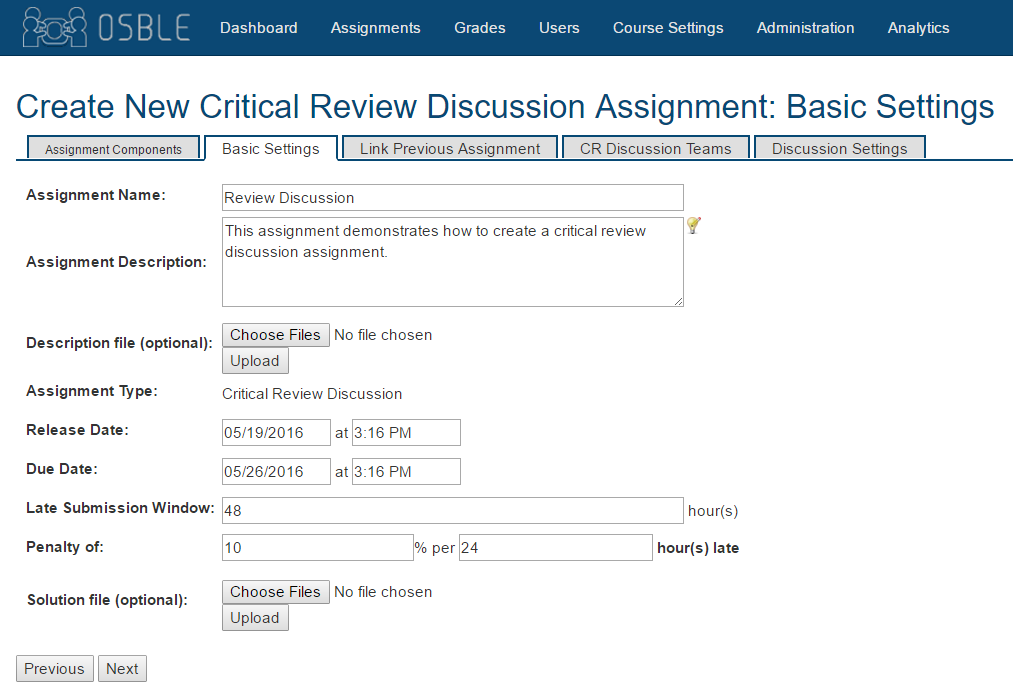 OSBLE Dashboard Assignments Grades Users Course Settings Administration Analytics
Create New Critical Review Discussion Assignment: Basic Settings
Assignment Components Basic Settings Link Previous Assignment CR Discussion Teams Discussion Settings
Assignment Name: Review Discussion
This assignment demonstrates how to create a critical review
discussion assignment.
Assignment Description:
Description file (optional): Choose Files No file chosen
Upload
Assignment Type: Critical Review Discussion
Release Date: 05/19/2016 at 3:16 PM
Due Date: 05/26/2016 at 3:16 PM
Late Submission Window: 48 hour(s)
Penalty of: 10 % per 24 hour(s) late
Solution file (optional): Choose Files No file chosen
Upload
Previous Next